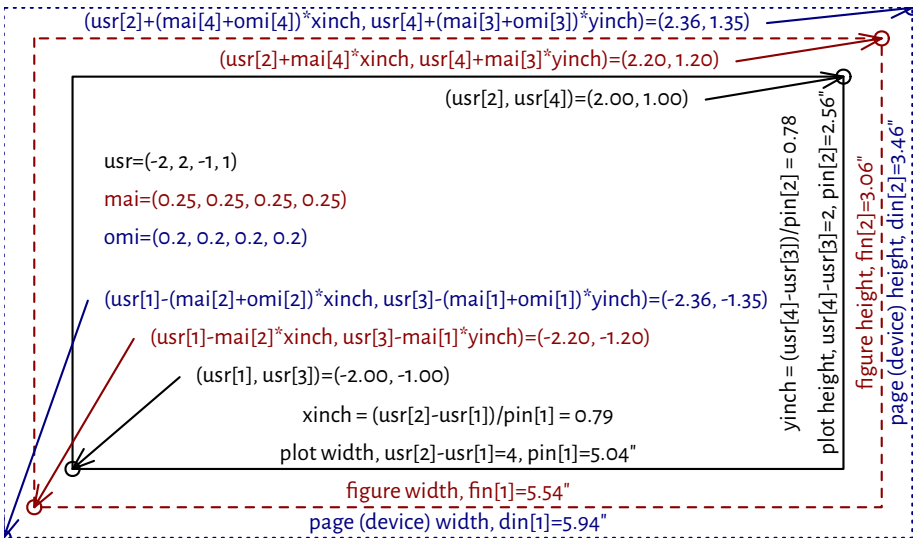 (usr[2]+(mai[4]+omi[4])*xinch, usr[4]+(mai[3]+omi[3])*yinch)=(2.36, 1.35)
(usr[2]+mai[4]*xinch, usr[4]+mai[3]*yinch)=(2.20, 1.20)
(usr[2], usr[4])=(2.00, 1.00)
usr=(-2, 2, -1, 1)
mai=(0.25, 0.25, 0.25, 0.25)
omi=(0.2, 0.2, 0.2, 0.2)
(usr[1]-(mai[2]+omi[2])*xinch, usr[3]-(mai[1]+omi[1])*yinch)=(-2.36, -1.35)
(usr[1]-mai[2]*xinch, usr[3]-mai[1]*yinch)=(-2.20, -1.20)
(usr[1], usr[3])=(-2.00, -1.00)
xinch = (usr[2]-usr[1])/pin[1] = 0.79
plot width, usr[2]-usr[1]=4, pin[1]=5.04"
figure width, fin[1]=5.54"
page (device) width, din[1]=5.94"
yinch = (usr[4]-usr[3])/pin[2] = 0.78
plot height, usr[4]-usr[3]=2, pin[2]=2.56"
figure height, fin[2]=3.06"
page (device) height, din[2]=3.46"